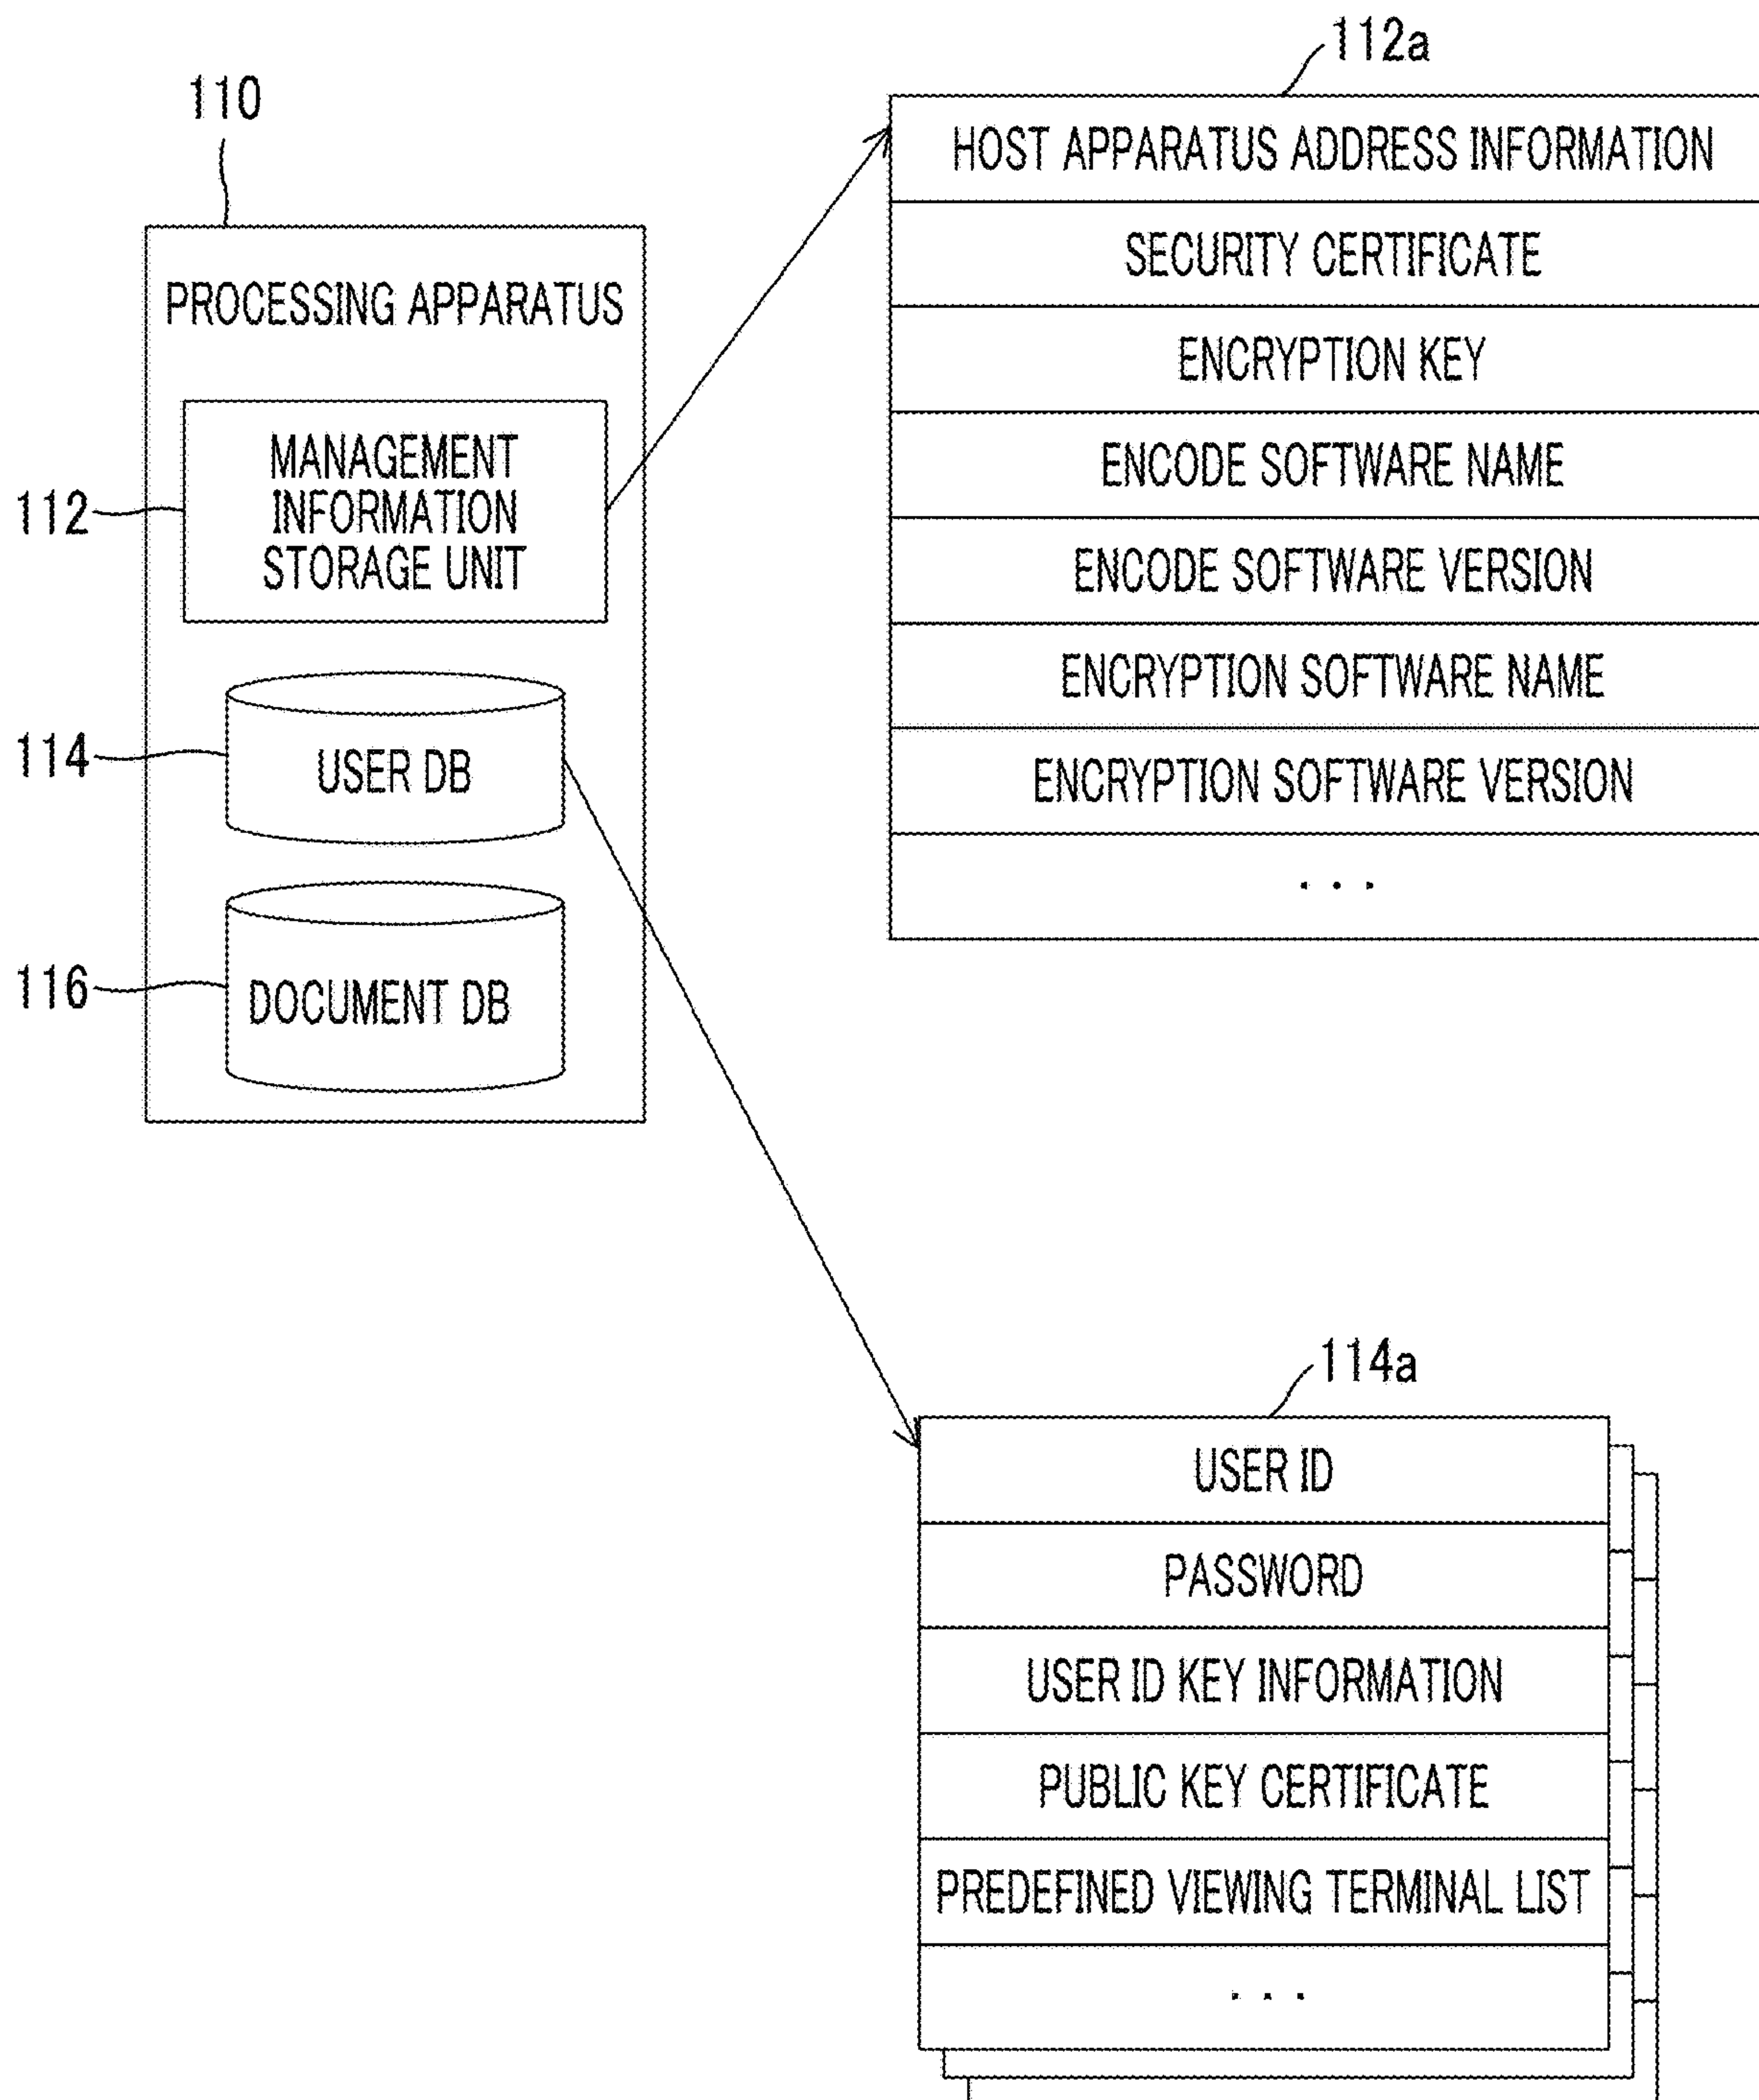 110
PROCESSING APPARATUS
112
MANAGEMENT
INFORMATION
STORAGE UNIT
114
USER DB
116
DOCUMENT DB
112a
HOST APPARATUS ADDRESS INFORMATION
SECURITY CERTIFICATE
ENCRYPTION KEY
ENCODE SOFTWARE NAME
ENCODE SOFTWARE VERSION
ENCRYPTION SOFTWARE NAME
ENCRYPTION SOFTWARE VERSION
...
114a
USER ID
PASSWORD
USER ID KEY INFORMATION
PUBLIC KEY CERTIFICATE
PREDEFINED VIEWING TERMINAL LIST
...